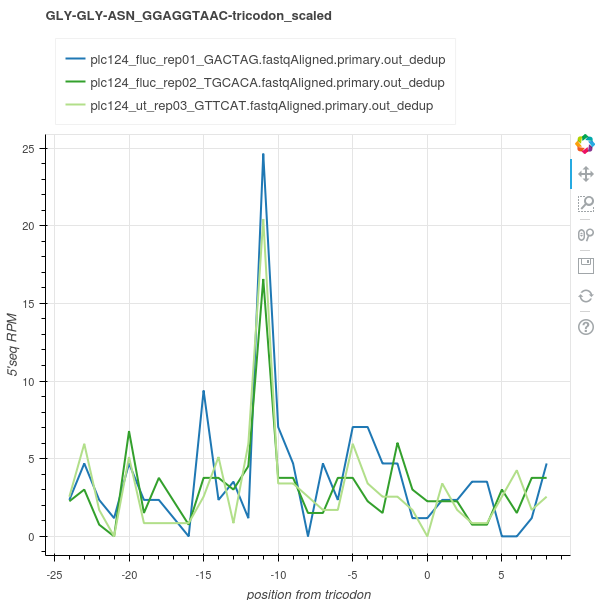 GLY-GLY-ASN_GGAGGTAAC-tricodon_scaled
plc124_fluc_rep01_GACTAG.fastqAligned.primary.out_dedup
plc124_fluc_rep02_TGCACA.fastqAligned.primary.out_dedup
plc124_ut_rep03_GTTCAT.fastqAligned.primary.out_dedup
25
20
15
10
5
0
5'seq RPM
-25 -20 -15 -10 -5 0 5
position from tricodon